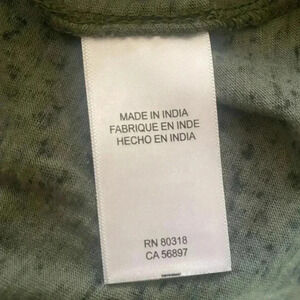 MADE IN INDIA
FABRIQUE EN INDE
HECHO EN INDIA
RN 80318
CA 56897